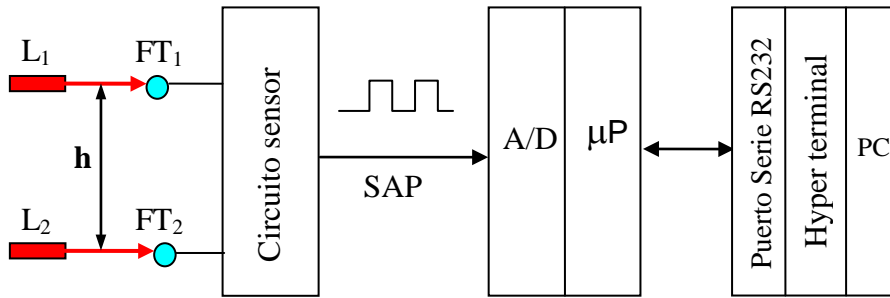 L₁
FT₁
h
L₂
FT₂
Circuito sensor
SAP
A/D
µP
Puerto Serie RS232
Hyper terminal
PC